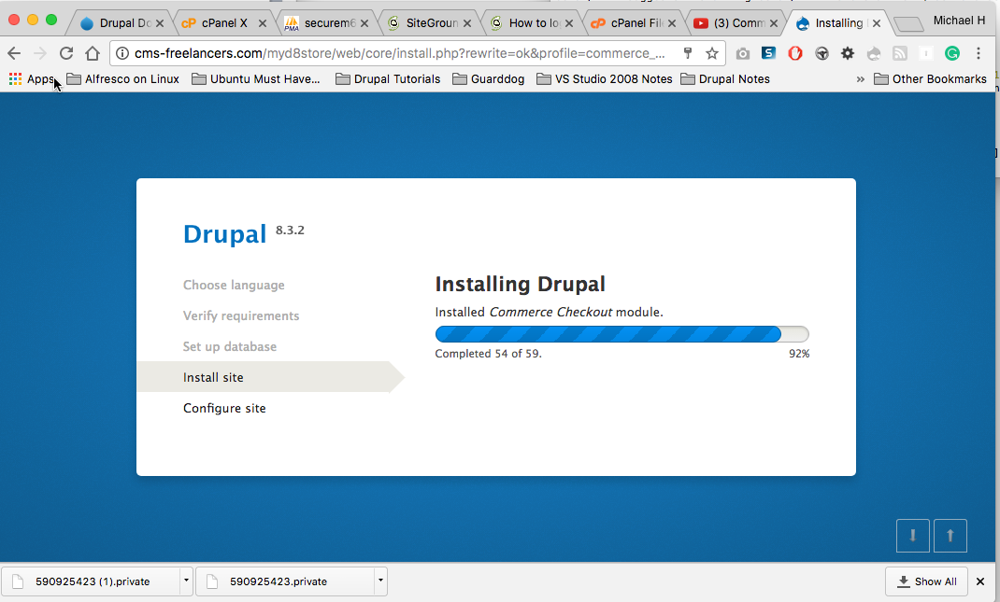 Drupal Do
cPanel X
securem6
SiteGroun
How to lo
cPanel File
(3) Comm
Installing
Michael H
cms-freelancers.com/myd8store/web/core/install.php?rewrite=ok&profile=commerce_...
Apps
Alfresco on Linux
Ubuntu Must Have...
Drupal Tutorials
Guarddog
VS Studio 2008 Notes
Drupal Notes
»
Other Bookmarks
Drupal 8.3.2
Choose language
Verify requirements
Set up database
Install site
Configure site
Installing Drupal
Installed Commerce Checkout module.
Completed 54 of 59.
92%
590925423 (1).private
590925423.private
Show All